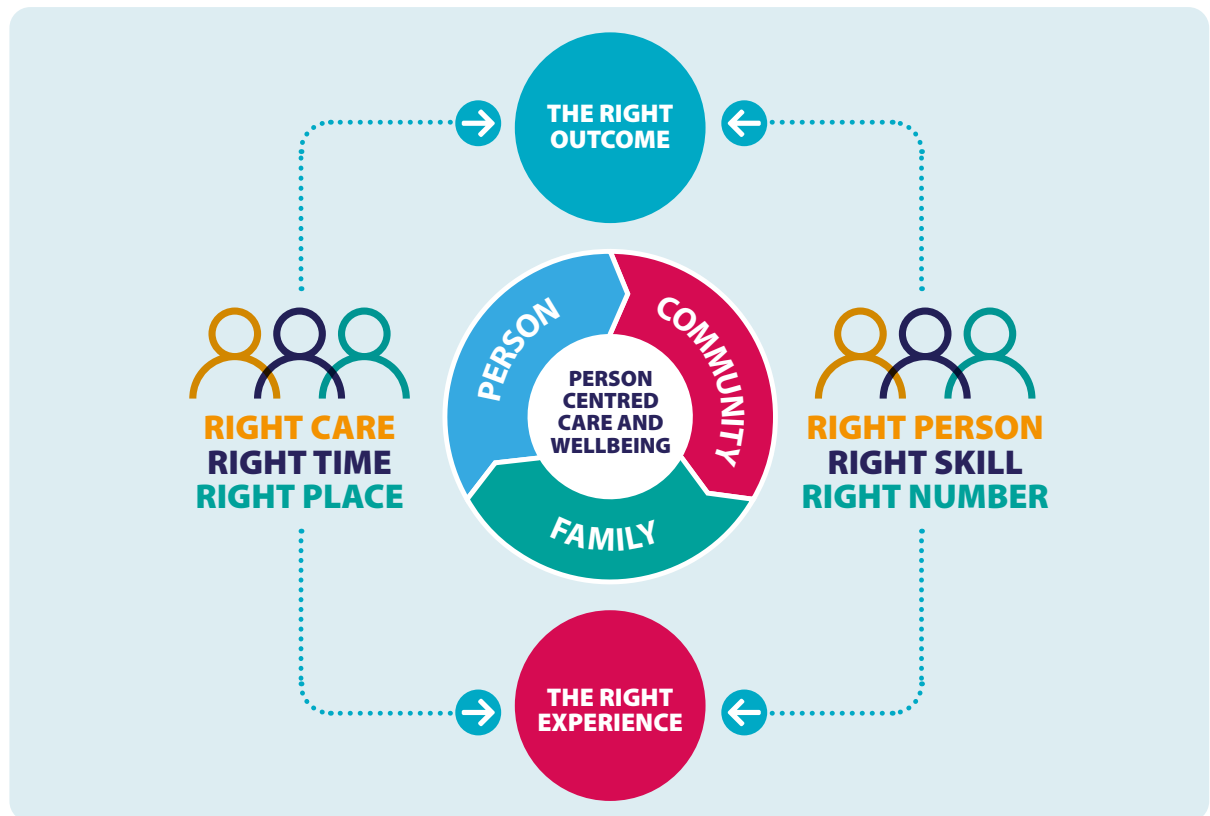 THE RIGHT
OUTCOME
PERSON
COMMUNITY
FAMILY
PERSON
CENTRED
CARE AND
WELLBEING
RIGHT CARE
RIGHT TIME
RIGHT PLACE
RIGHT PERSON
RIGHT SKILL
RIGHT NUMBER
THE RIGHT
EXPERIENCE